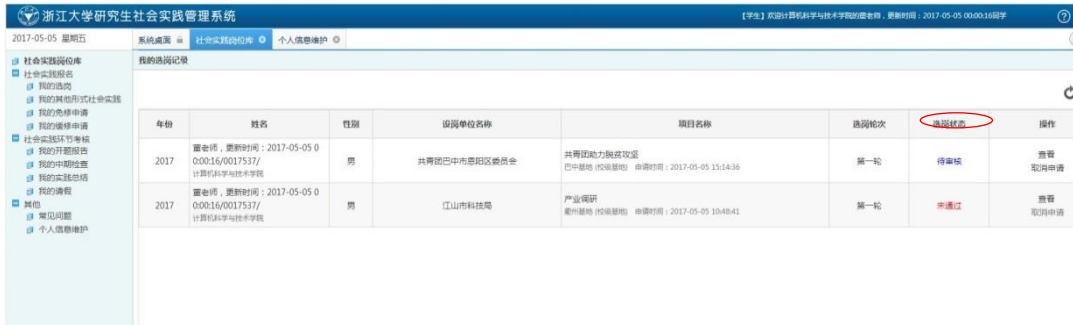 浙江大学研究生社会实践管理系统
【学生】欢迎计算机科学与技术学院的董老师，更新时间：2017-05-05 00:00:16同学
2017-05-05 星期五
系统桌面
社会实践岗位库
个人信息维护
社会实践岗位库
社会实践报名
我的选岗
我的其他形式社会实践
我的免修申请
我的缓修申请
社会实践环节考核
我的开题报告
我的中期检查
我的实践总结
我的请假
其他
常见问题
个人信息维护
我的选岗记录
年份 姓名 性别 设岗单位名称 项目名称 选岗轮次 选岗状态 操作
董老师，更新时间：2017-05-05 0
0:00:16/0017537/
计算机科学与技术学院
2017 男 共青团巴中市恩阳区委员会
共青团助力脱贫攻坚
巴中基地 (校级基地) 申请时间：2017-05-05 15:14:36
第一轮 待审核
查看
取消申请
董老师，更新时间：2017-05-05 0
0:00:16/0017537/
计算机科学与技术学院
2017 男 江山市科技局
产业调研
衢州基地 (校级基地) 申请时间：2017-05-05 10:48:41
第一轮 未通过
查看
取消申请